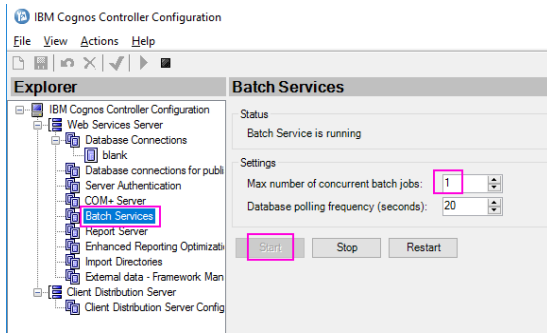 IBM Cognos Controller Configuration
File View Actions Help
Explorer
IBM Cognos Controller Configuration
Web Services Server
Database Connections
blank
Database connections for publi
Server Authentication
COM+ Server
Batch Services
Report Server
Enhanced Reporting Optimizati
Import Directories
External data - Framework Man
Client Distribution Server
Client Distribution Server Config
Batch Services
Status
Batch Service is running
Settings
Max number of concurrent batch jobs: 1
Database polling frequency (seconds): 20
Start Stop Restart